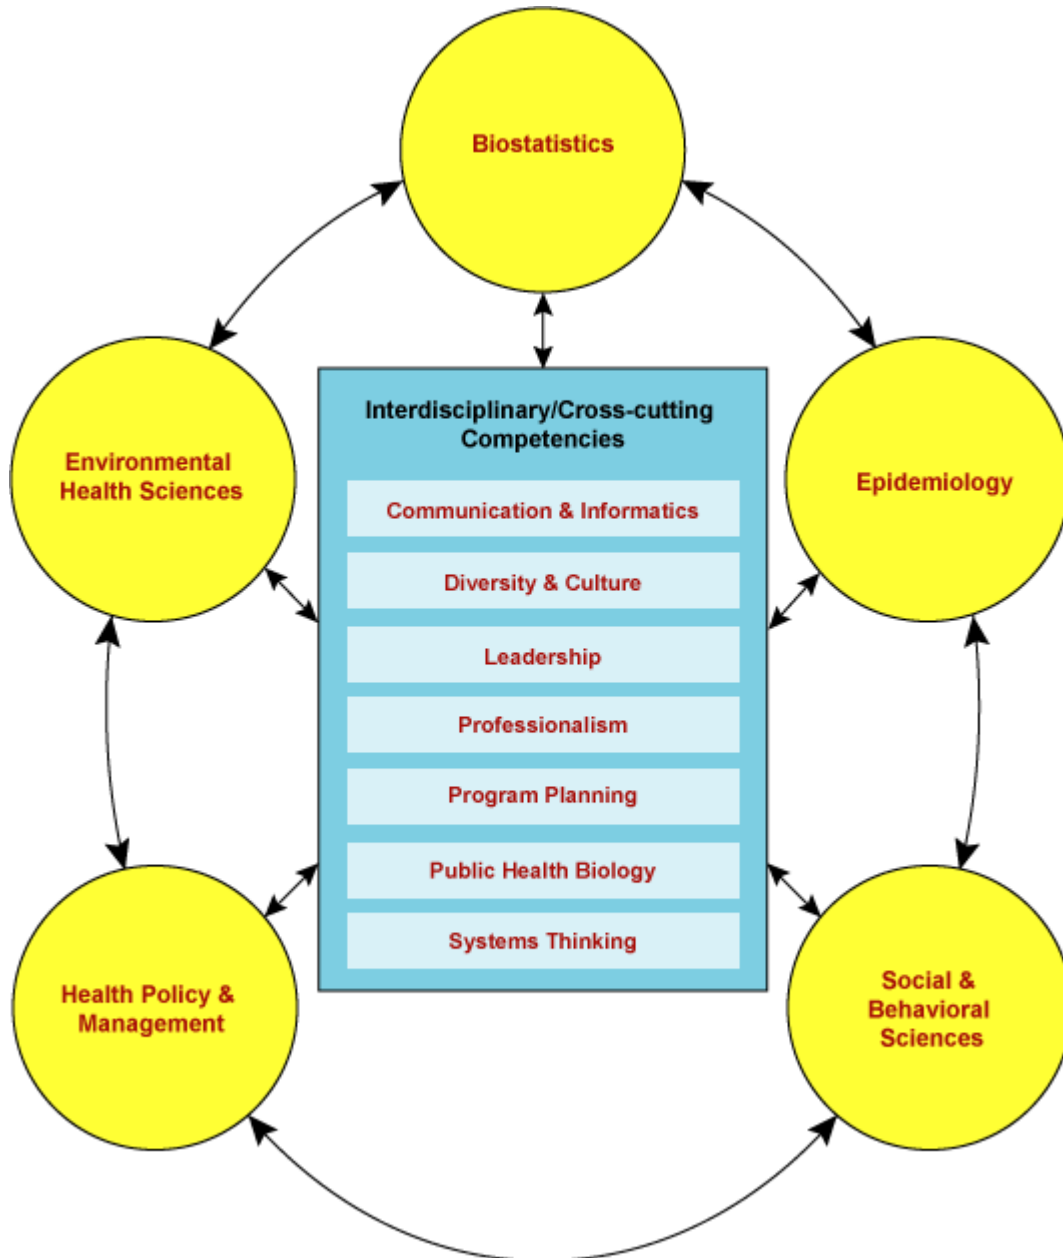 Biostatistics
Environmental
Health Sciences
Interdisciplinary/Cross-cutting
Competencies
Communication & Informatics
Diversity & Culture
Leadership
Professionalism
Program Planning
Public Health Biology
Systems Thinking
Epidemiology
Health Policy &
Management
Social &
Behavioral
Sciences